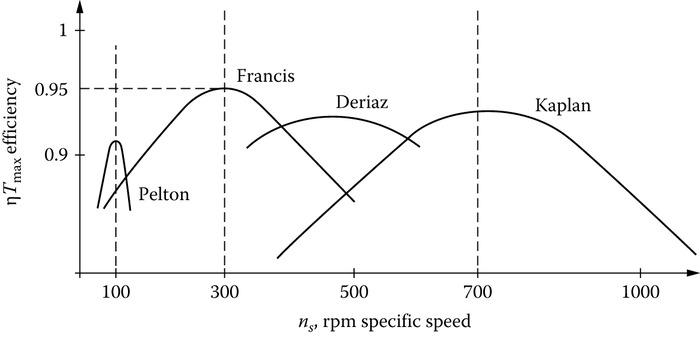 1
0.95
0.9
ηTmax efficiency
Francis
Deriaz
Kaplan
Pelton
100
300
500
700
1000
ns, rpm specific speed